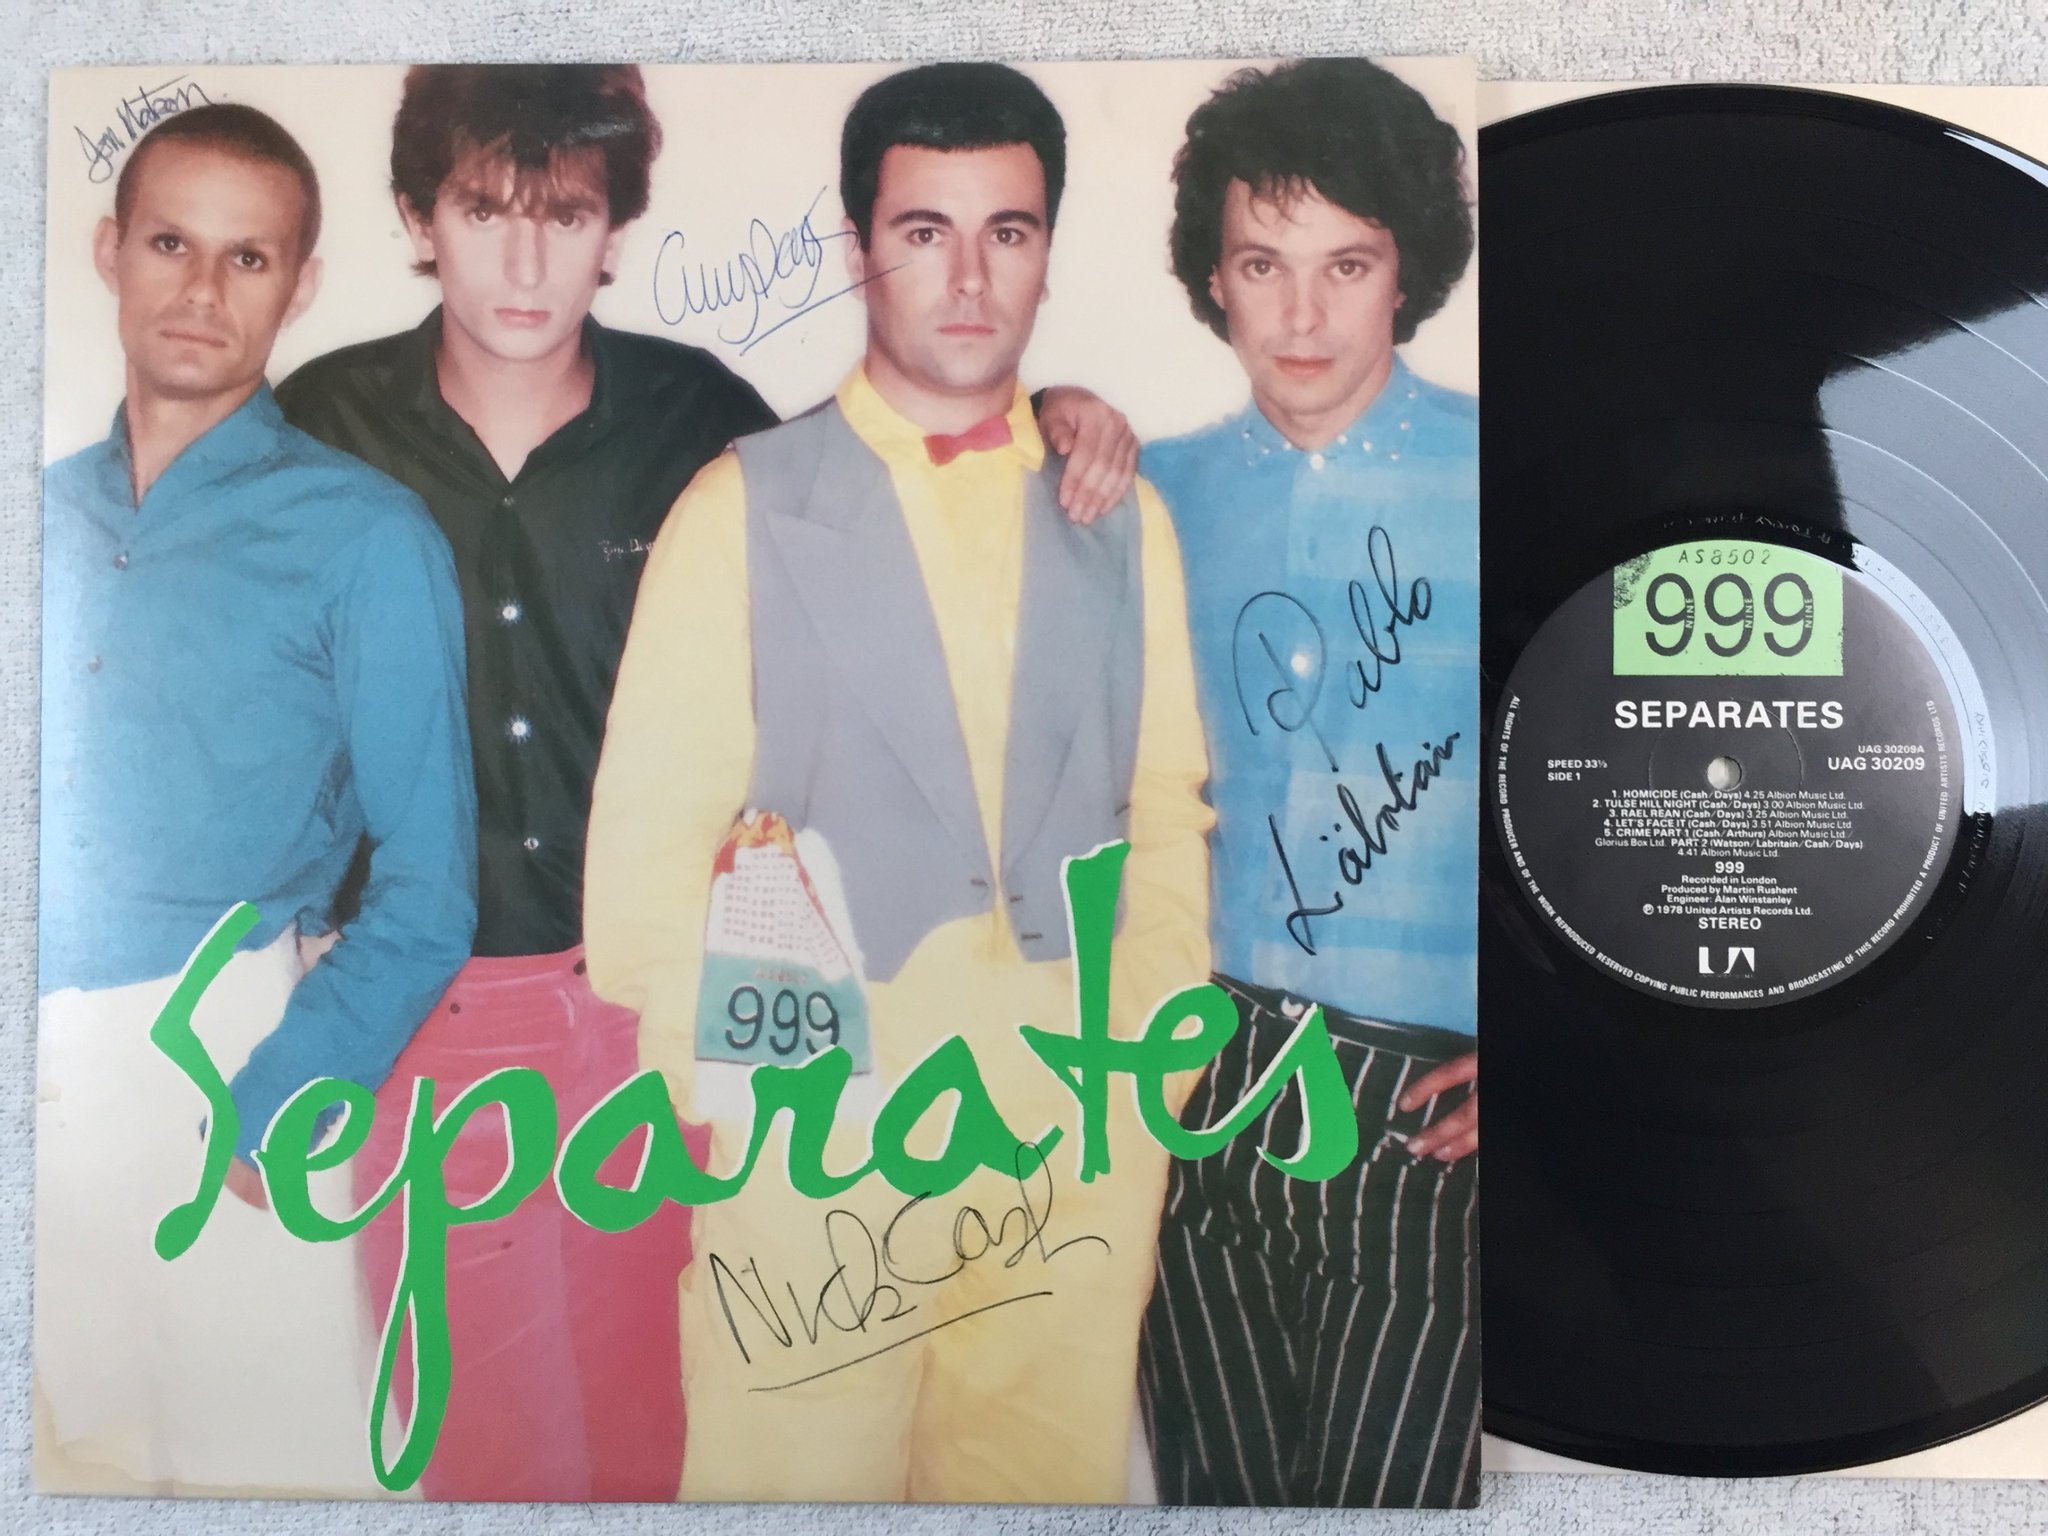 Jon Watson.
Guy Days
Pablo
Läbritain
AS8502
999
Separates
Nick Cash
AS8502
999
NINE NINE NINE
SEPARATES
UAG 30209A
SPEED 33⅓
UAG 30209
SIDE 1
1. HOMICIDE (Cash/Days) 4.25 Albion Music Ltd.
2. TULSE HILL NIGHT (Cash/Days) 3.00 Albion Music Ltd.
3. RAEL REAN (Cash/Days) 3.25 Albion Music Ltd.
4. LET'S FACE IT (Cash/Days) 3.51 Albion Music Ltd.
5. CRIME PART 1 (Cash/Arthurs) Albion Music Ltd/
Glorius Box Ltd. PART 2 (Watson/Labritain/Cash/Days)
4.41 Albion Music Ltd.
999
Recorded in London
Produced by Martin Rushent
Engineer: Alan Winstanley
℗ 1978 United Artists Records Ltd.
STEREO
UA
ALL RIGHTS OF THE RECORD PRODUCER AND OF THE WORK REPRODUCED RESERVED COPYING PUBLIC PERFORMANCES AND BROADCASTING OF THIS RECORD PROHIBITED A PRODUCT OF UNITED ARTISTS RECORDS LTD